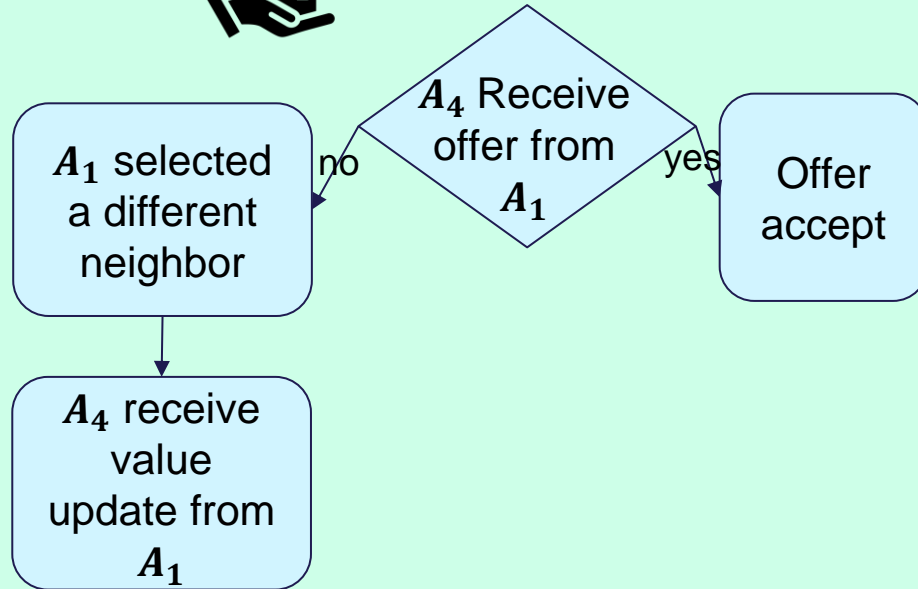 A₄ Receive
offer from
A₁
no
yes
A₁ selected
a different
neighbor
Offer
accept
A₄ receive
value
update from
A₁